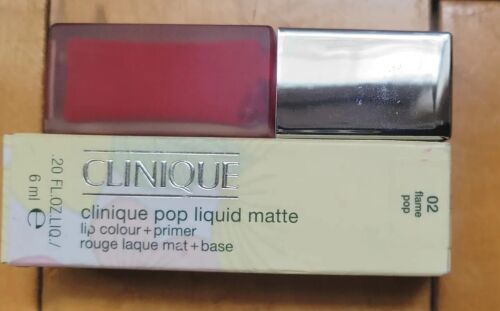 CLINIQUE
clinique pop liquid matte
lip colour + primer
rouge laque mat + base
.20 FL.OZ.LIQ./
6 ml ℮
02
flame
pop